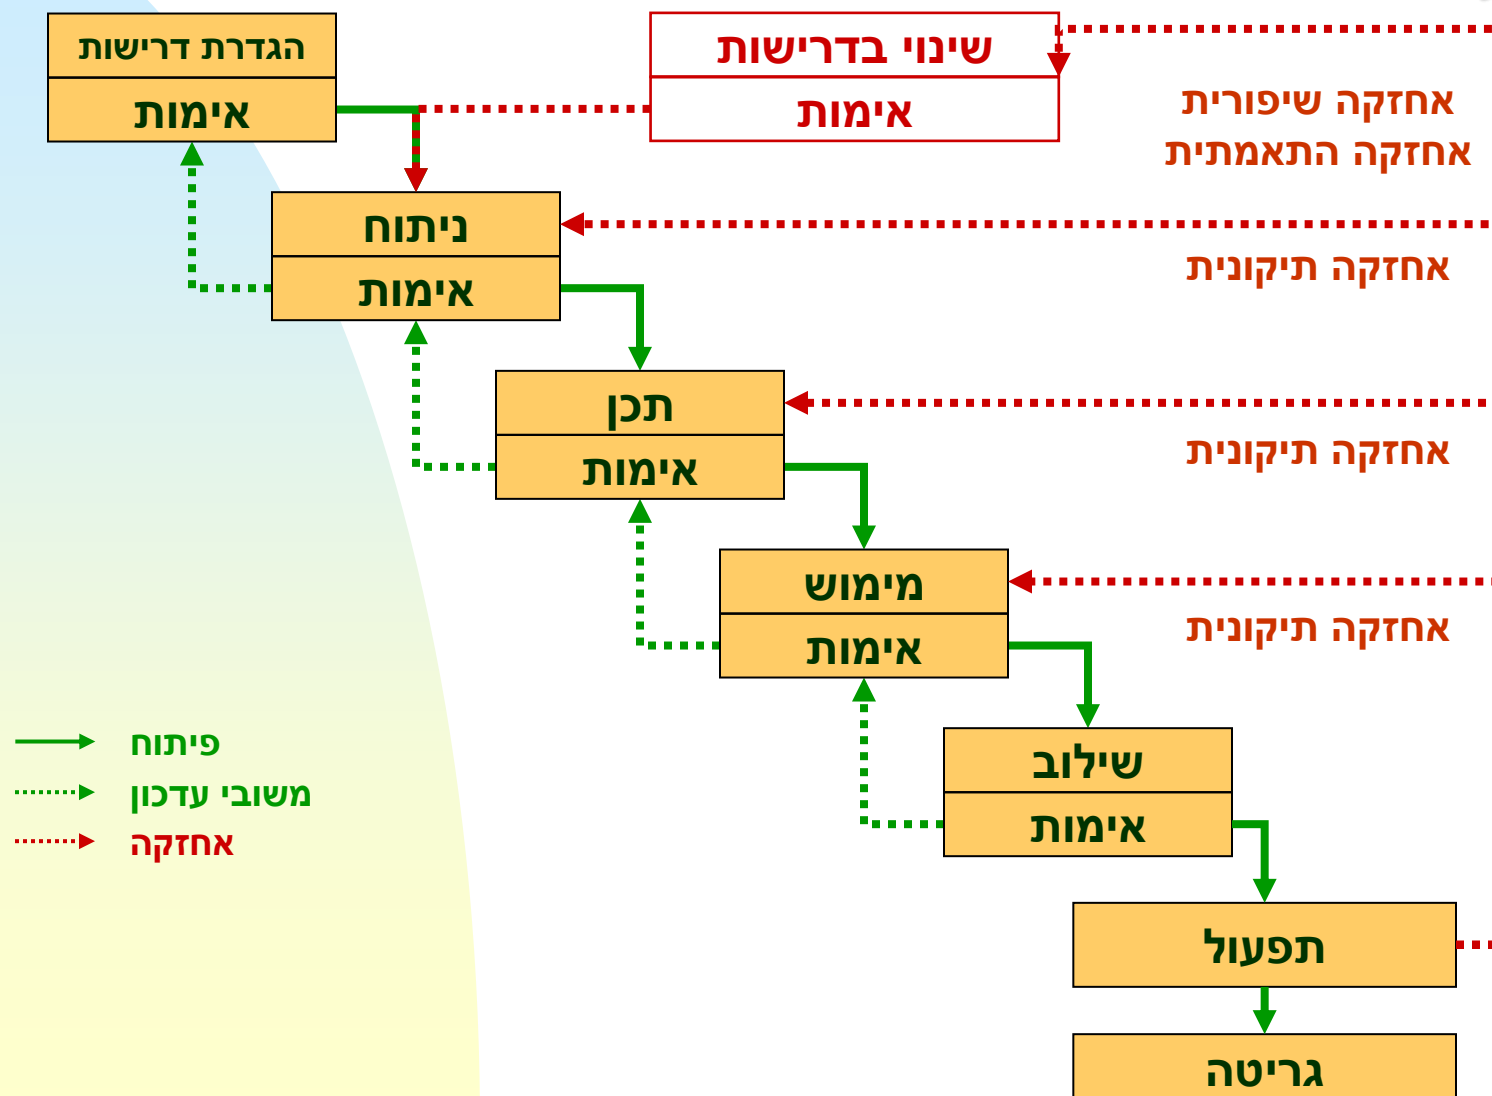 הגדרת דרישות
אימות
שינוי בדרישות
אימות
אחזקה שיפורית
אחזקה התאמתית
ניתוח
אימות
אחזקה תיקונית
תכן
אימות
אחזקה תיקונית
מימוש
אימות
אחזקה תיקונית
שילוב
אימות
פיתוח
משובי עדכון
אחזקה
תפעול
גריטה